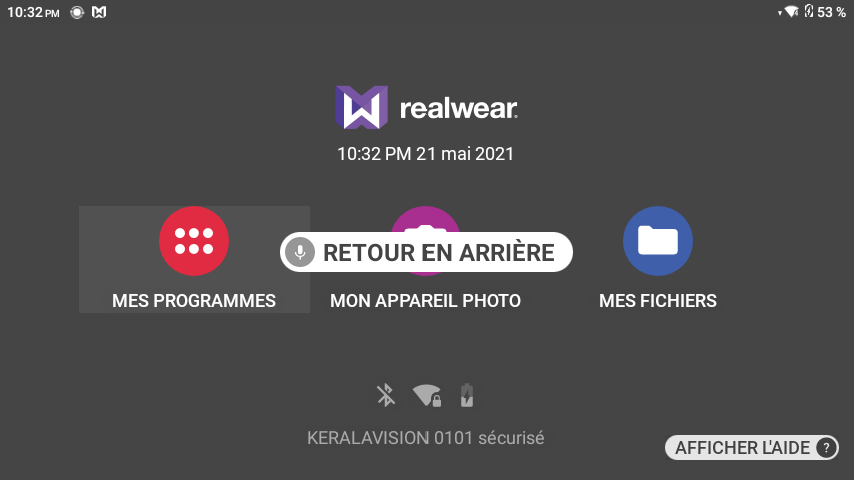 10:32 PM
53 %
realwear
10:32 PM 21 mai 2021
RETOUR EN ARRIÈRE
MES PROGRAMMES
MON APPAREIL PHOTO
MES FICHIERS
KERALAVISION 0101 sécurisé
AFFICHER L'AIDE ?